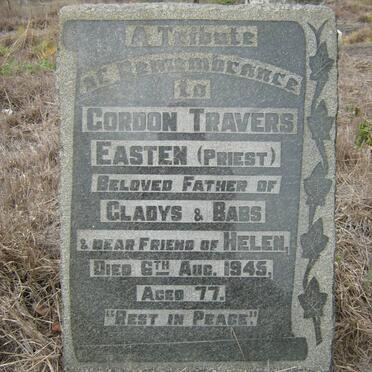 A Tribute
of Remembrance
to
GORDON TRAVERS
EASTEN (PRIEST)
BELOVED FATHER OF
GLADYS & BABS
& DEAR FRIEND OF HELEN,
DIED 6TH AUG. 1945,
AGED 77.
"REST IN PEACE."